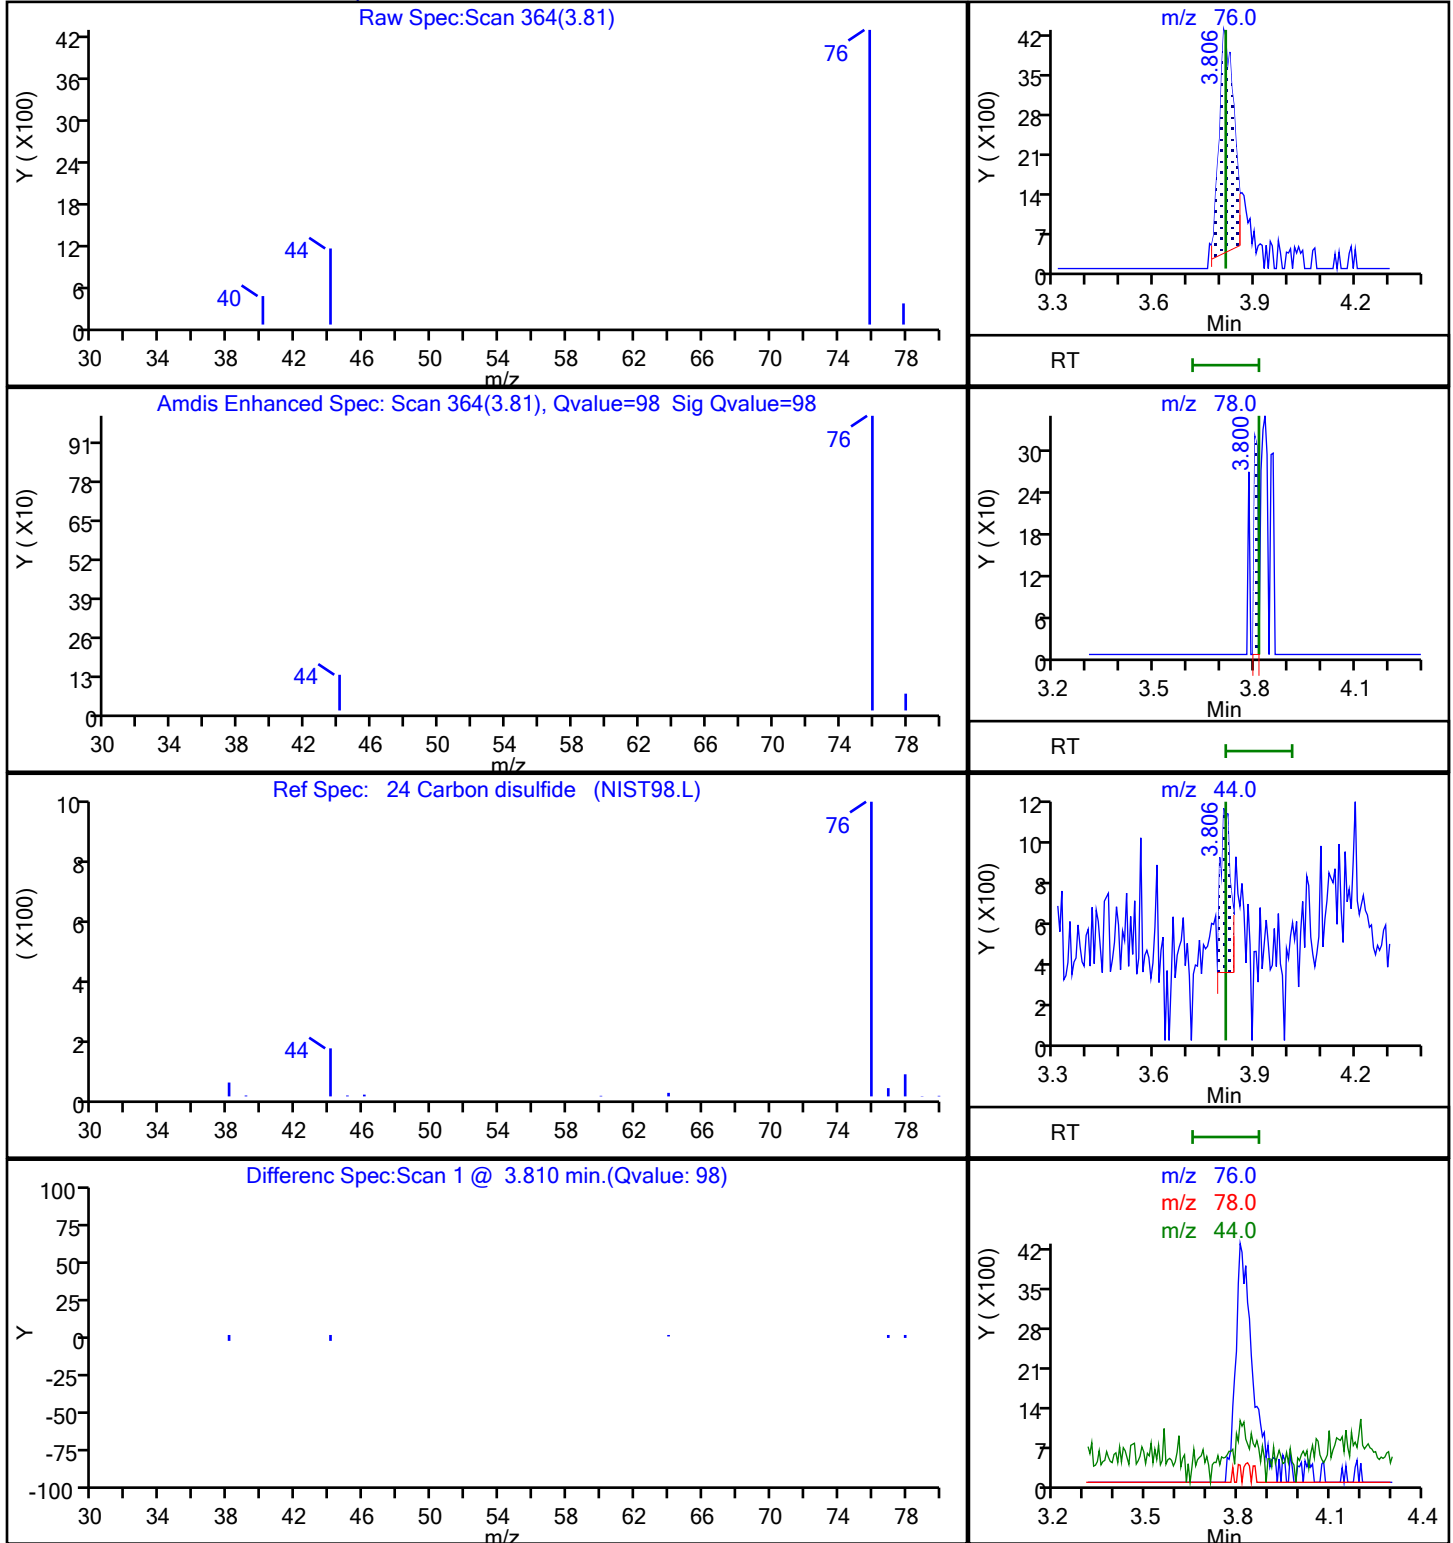 Raw Spec:Scan 364(3.81)
Y ( X100)
42
36
30
24
18
12
6
0
76
44
40
30 34 38 42 46 50 54 58 62 66 70 74 78
m/z
m/z 76.0
Y ( X100)
42
35
28
21
14
7
0
3.806
3.3 3.6 3.9 4.2
Min
RT
Amdis Enhanced Spec: Scan 364(3.81), Qvalue=98 Sig Qvalue=98
Y ( X10)
91
78
65
52
39
26
13
0
76
44
30 34 38 42 46 50 54 58 62 66 70 74 78
m/z
m/z 78.0
Y ( X10)
30
24
18
12
6
0
3.800
3.2 3.5 3.8 4.1
Min
RT
Ref Spec: 24 Carbon disulfide (NIST98.L)
( X100)
10
8
6
4
2
0
76
44
30 34 38 42 46 50 54 58 62 66 70 74 78
m/z
m/z 44.0
Y ( X100)
12
10
8
6
4
2
0
3.806
3.3 3.6 3.9 4.2
Min
RT
Differenc Spec:Scan 1 @ 3.810 min.(Qvalue: 98)
Y
100
75
50
25
0
-25
-50
-75
-100
30 34 38 42 46 50 54 58 62 66 70 74 78
m/z
m/z 76.0
m/z 78.0
m/z 44.0
Y ( X100)
42
35
28
21
14
7
0
3.2 3.5 3.8 4.1 4.4
Min